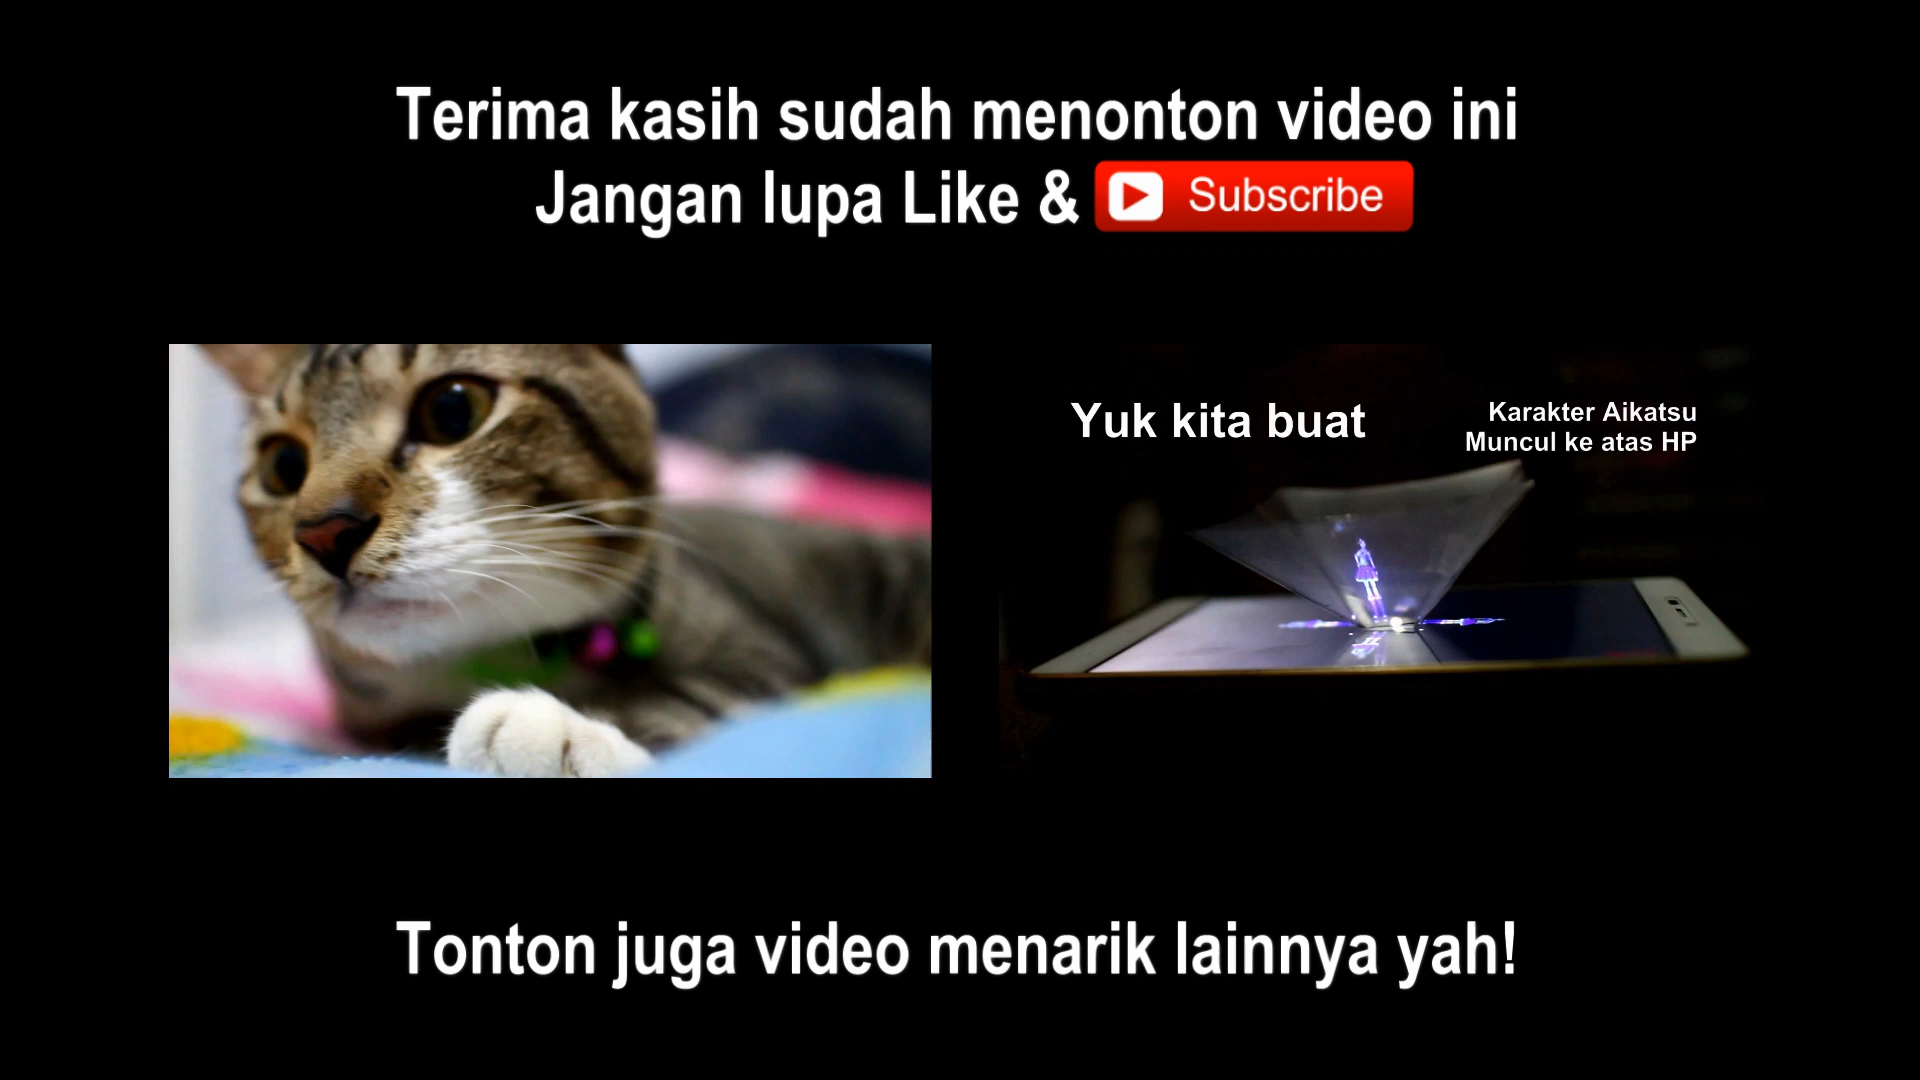 Terima kasih sudah menonton video ini
Jangan lupa Like & Subscribe
Yuk kita buat
Karakter Aikatsu
Muncul ke atas HP
Tonton juga video menarik lainnya yah!